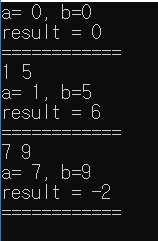 a= 0, b=0
result = 0
============
1 5
a= 1, b=5
result = 6
============
7 9
a= 7, b=9
result = -2
============